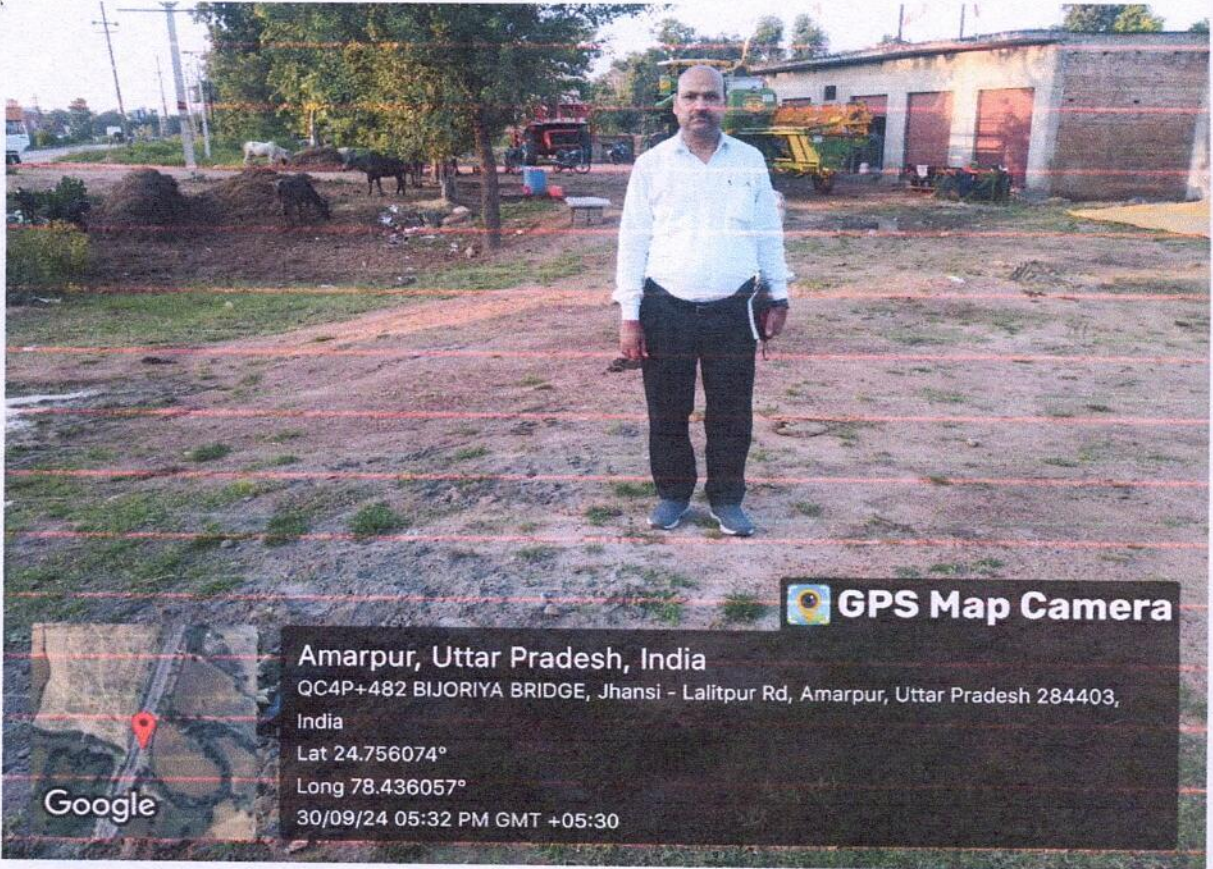 GPS Map Camera
Amarpur, Uttar Pradesh, India
QC4P+482 BIJORIYA BRIDGE, Jhansi - Lalitpur Rd, Amarpur, Uttar Pradesh 284403,
India
Lat 24.756074°
Long 78.436057°
30/09/24 05:32 PM GMT +05:30
Google